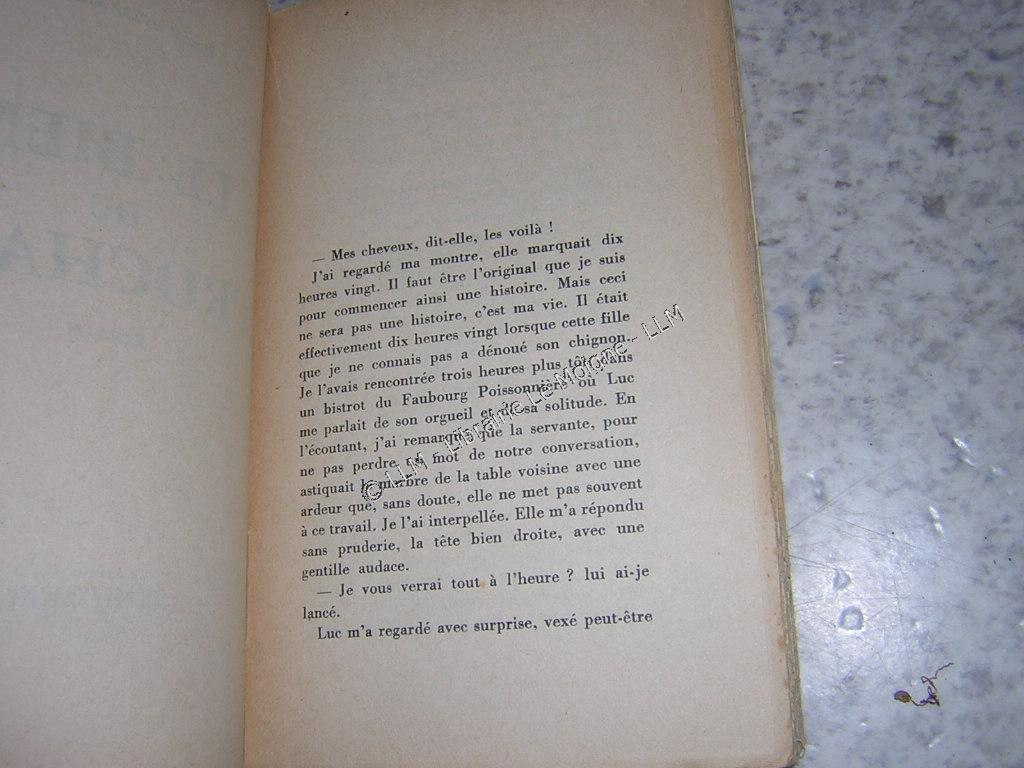 — Mes cheveux, dit-elle, les voilà !
J'ai regardé ma montre, elle marquait dix
heures vingt. Il faut être l'original que je suis
pour commencer ainsi une histoire. Mais ceci
ne sera pas une histoire, c'est ma vie. Il était
effectivement dix heures vingt lorsque cette fille
que je ne connais pas a dénoué son chignon.
Je l'avais rencontrée trois heures plus tôt dans
un bistrot du Faubourg Poissonnière où Luc
me parlait de son orgueil et de sa solitude. En
l'écoutant, j'ai remarqué que la servante, pour
ne pas perdre un mot de notre conversation,
astiquait le marbre de la table voisine avec une
ardeur que, sans doute, elle ne met pas souvent
à ce travail. Je l'ai interpellée. Elle m'a répondu
sans pruderie, la tête bien droite, avec une
gentille audace.
— Je vous verrai tout à l'heure ? lui ai-je
lancé.
Luc m'a regardé avec surprise, vexé peut-être
© LLM - Librairie Le Molone - LLM